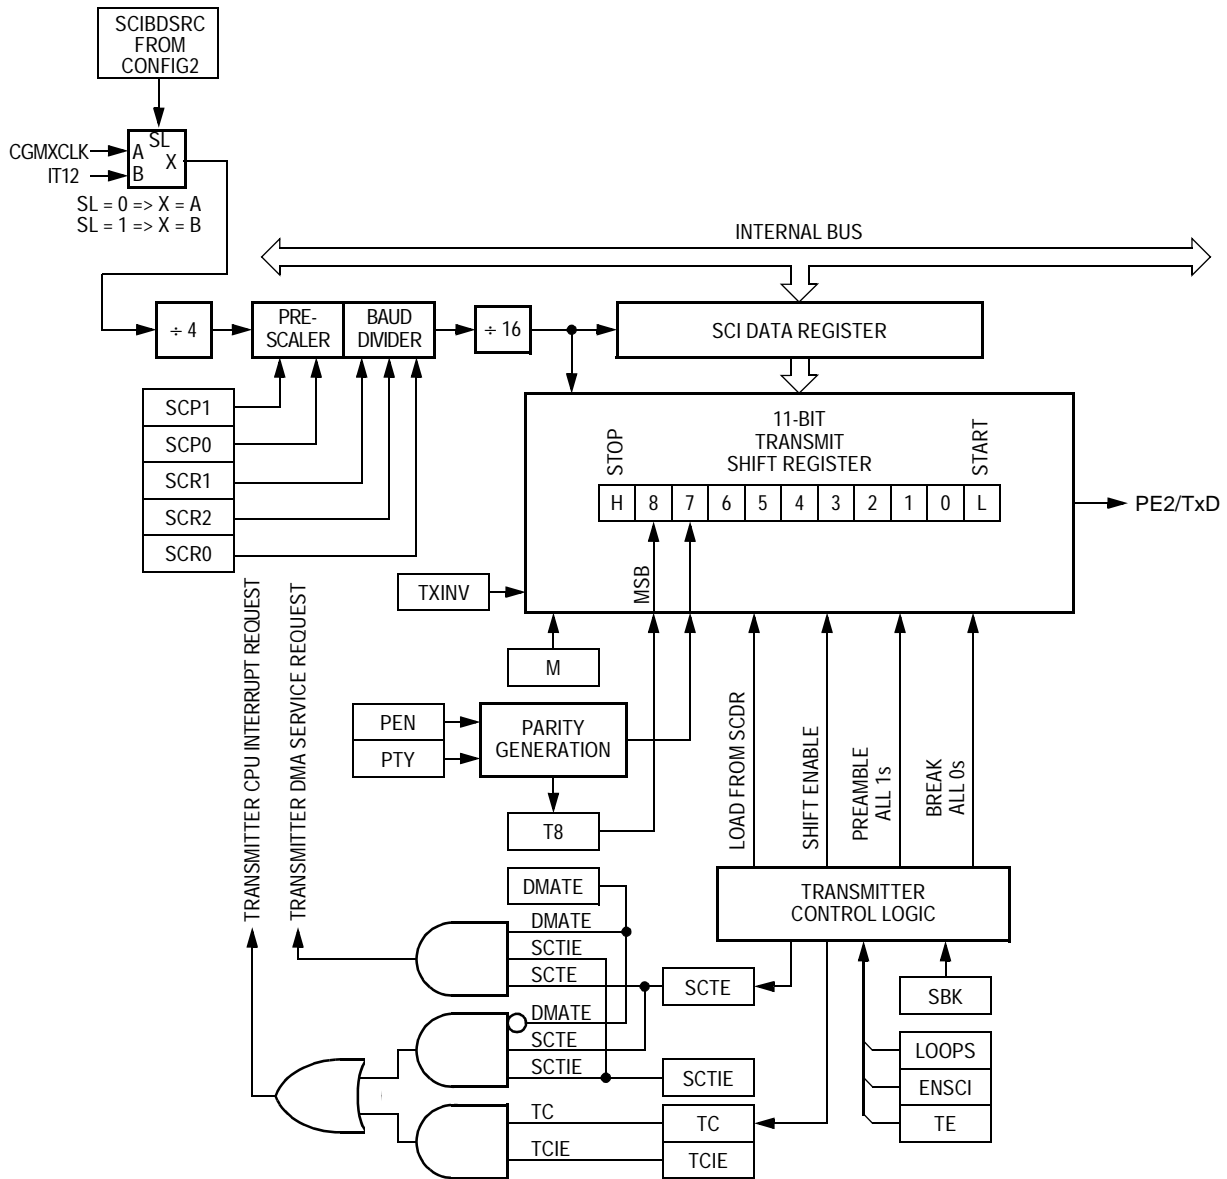 SCIBDSRC
FROM
CONFIG2
SL
CGMXCLK
A
X
IT12
B
SL = 0 => X = A
SL = 1 => X = B
INTERNAL BUS
÷ 4
PRE-
SCALER
BAUD
DIVIDER
÷ 16
SCI DATA REGISTER
SCP1
SCP0
SCR1
SCR2
SCR0
11-BIT
TRANSMIT
SHIFT REGISTER
STOP
START
H 8 7 6 5 4 3 2 1 0 L
PE2/TxD
MSB
TXINV
M
PEN
PTY
PARITY
GENERATION
T8
TRANSMITTER CPU INTERRUPT REQUEST
TRANSMITTER DMA SERVICE REQUEST
LOAD FROM SCDR
SHIFT ENABLE
PREAMBLE
ALL 1s
BREAK
ALL 0s
TRANSMITTER
CONTROL LOGIC
DMATE
DMATE
SCTIE
SCTE
SCTE
SBK
DMATE
SCTE
SCTIE
SCTIE
LOOPS
ENSCI
TE
TC
TC
TCIE
TCIE